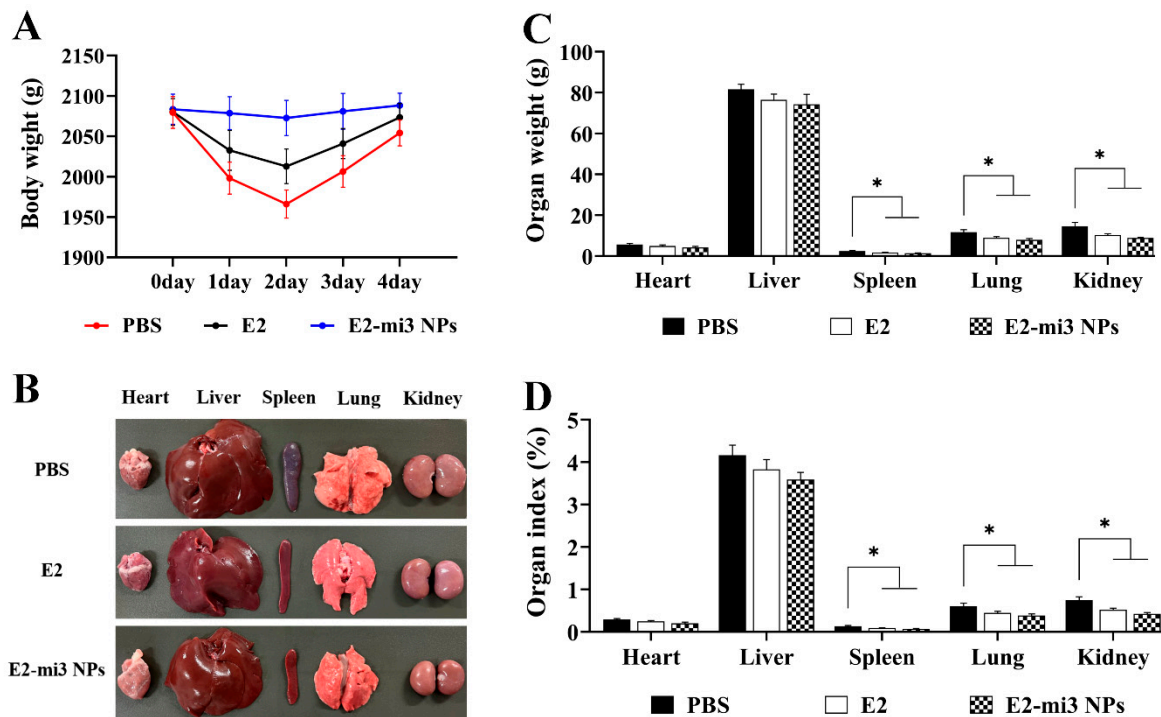 A
Body wight (g)
2150
2100
2050
2000
1950
1900
0day 1day 2day 3day 4day
PBS E2 E2-mi3 NPs
B
Heart Liver Spleen Lung Kidney
PBS
E2
E2-mi3 NPs
C
Organ weight (g)
100
80
60
40
20
0
* * *
Heart Liver Spleen Lung Kidney
PBS E2 E2-mi3 NPs
D
Organ index (%)
5
4
3
2
1
0
* * *
Heart Liver Spleen Lung Kidney
PBS E2 E2-mi3 NPs